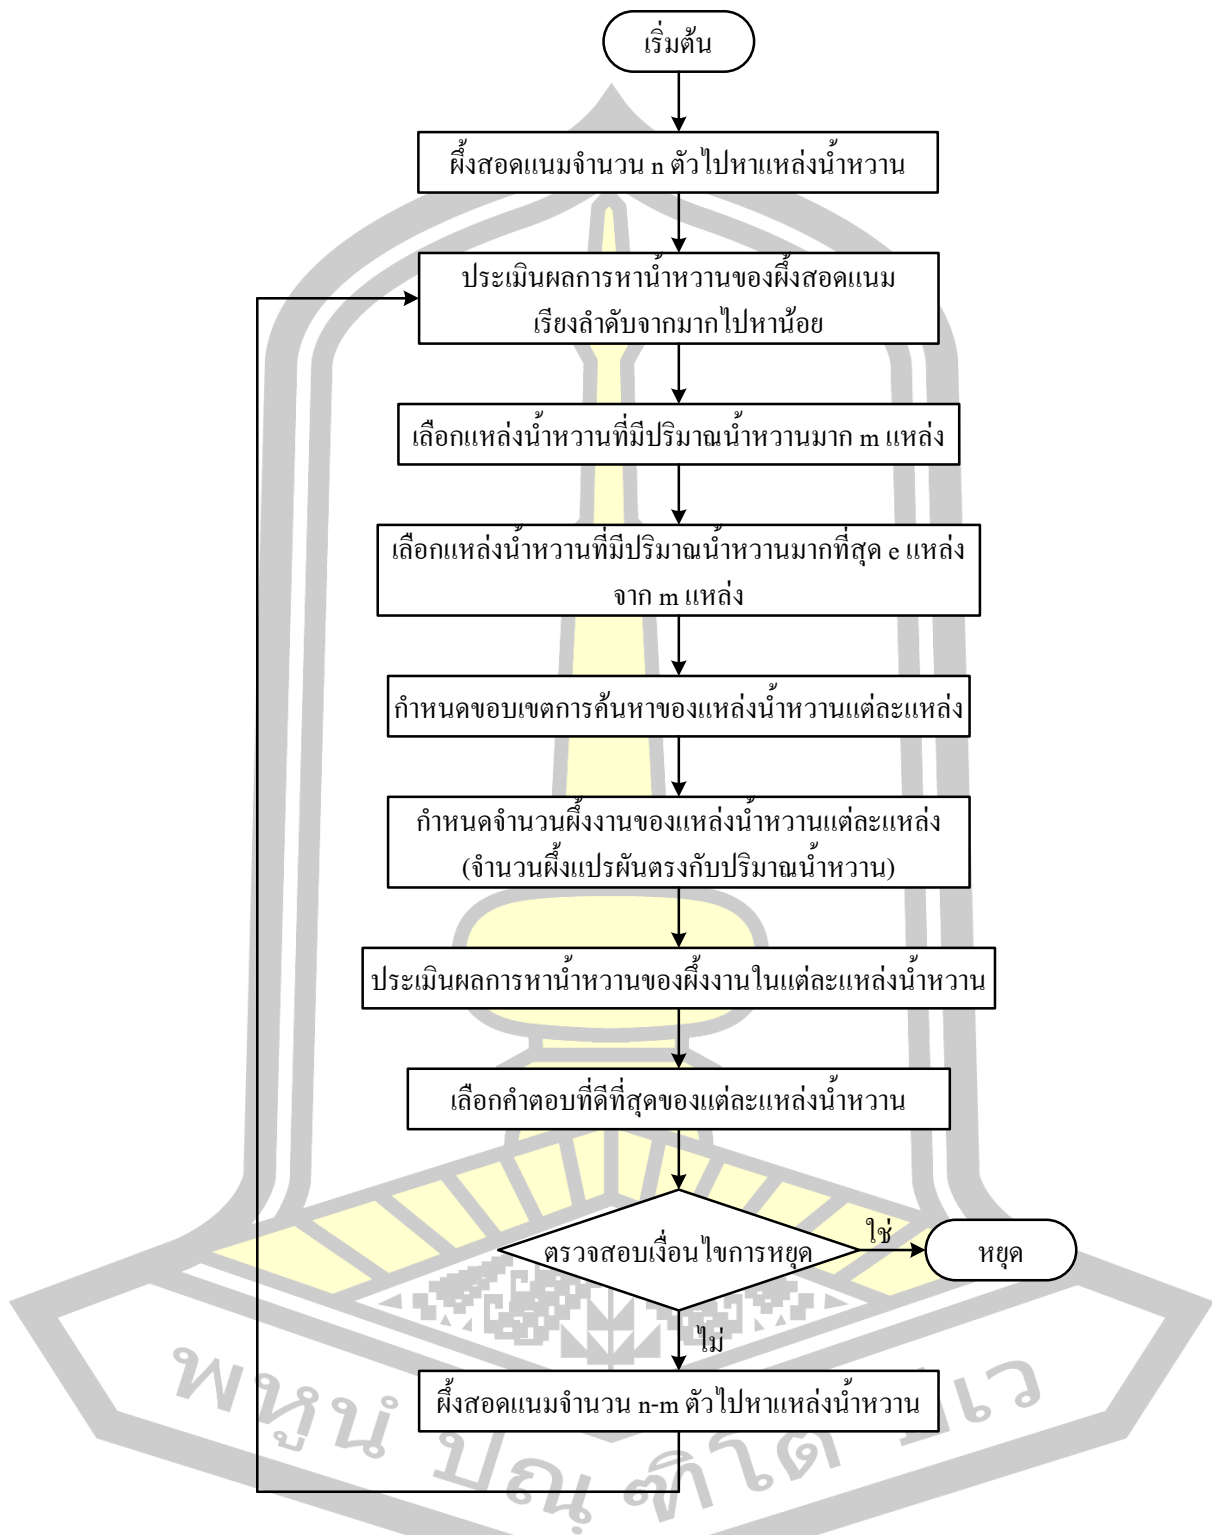 เริ่มต้น
ผึ้งสอดแนมจำนวน n ตัวไปหาแหล่งน้ำหวาน
ประเมินผลการหาน้ำหวานของผึ้งสอดแนม
เรียงลำดับจากมากไปหาน้อย
เลือกแหล่งน้ำหวานที่มีปริมาณน้ำหวานมาก m แหล่ง
เลือกแหล่งน้ำหวานที่มีปริมาณน้ำหวานมากที่สุด e แหล่ง
จาก m แหล่ง
กำหนดขอบเขตการค้นหาของแหล่งน้ำหวานแต่ละแหล่ง
กำหนดจำนวนผึ้งงานของแหล่งน้ำหวานแต่ละแหล่ง
(จำนวนผึ้งแปรผันตรงกับปริมาณน้ำหวาน)
ประเมินผลการหาน้ำหวานของผึ้งงานในแต่ละแหล่งน้ำหวาน
เลือกคำตอบที่ดีที่สุดของแต่ละแหล่งน้ำหวาน
ตรวจสอบเงื่อนไขการหยุด
ใช่
หยุด
ไม่
ผึ้งสอดแนมจำนวน n-m ตัวไปหาแหล่งน้ำหวาน
พหูนํ ปณฺฑิโต ชีเว